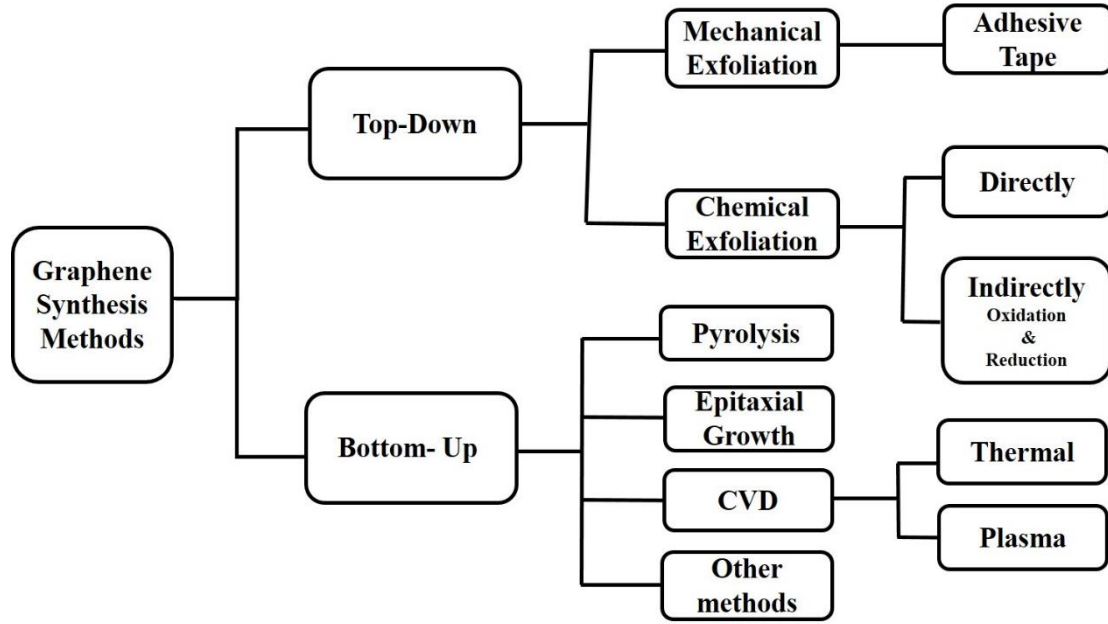 Graphene
Synthesis
Methods
Top-Down
Mechanical
Exfoliation
Adhesive
Tape
Chemical
Exfoliation
Directly
Indirectly
Oxidation
&
Reduction
Bottom- Up
Pyrolysis
Epitaxial
Growth
CVD
Thermal
Plasma
Other
methods